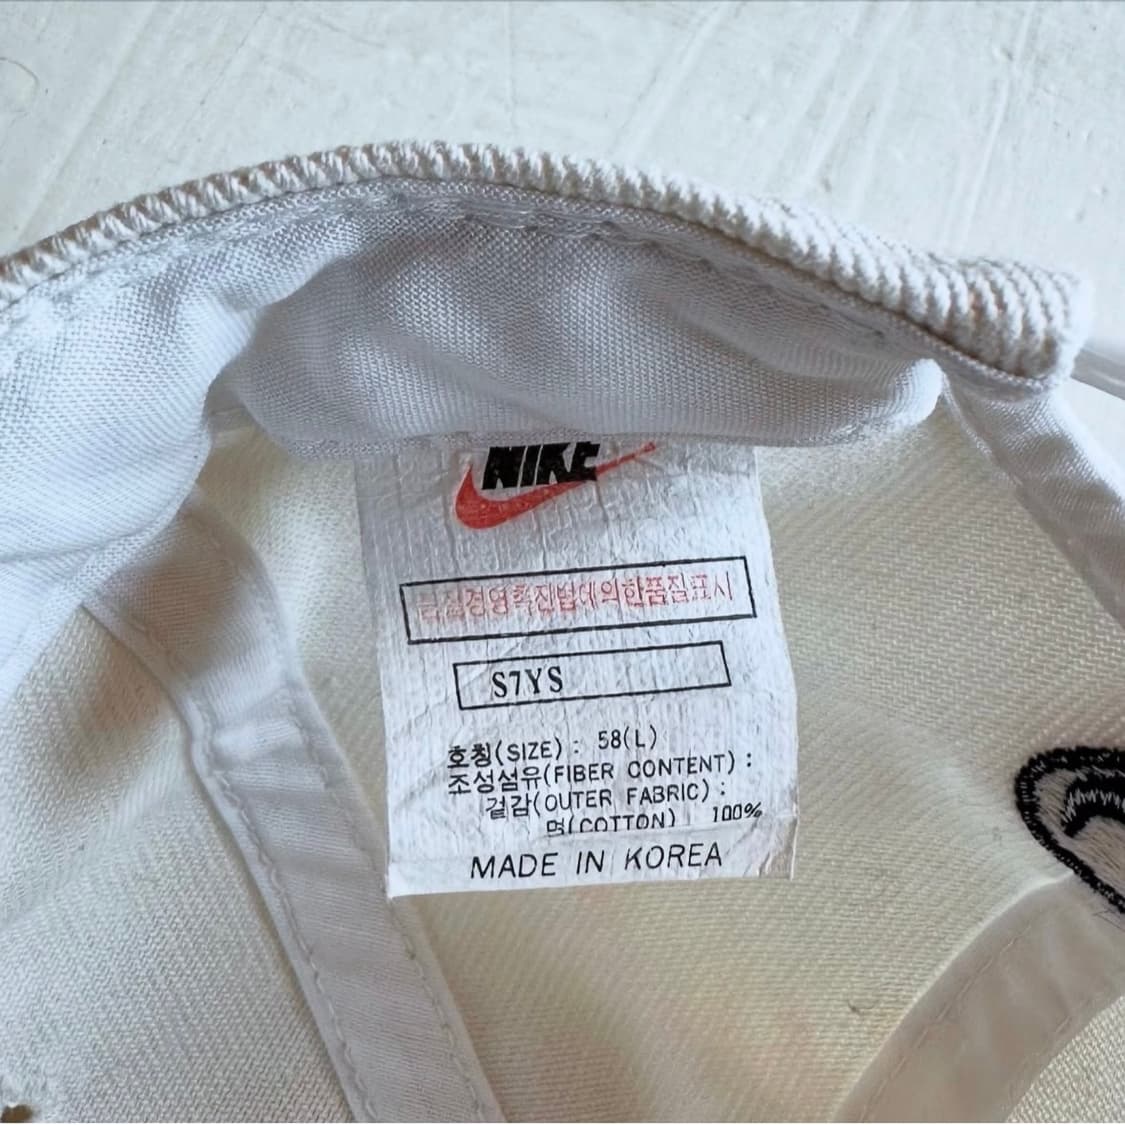 NIKE
품질경영촉진법에의한품질표시
S7YS
호칭(SIZE) : 58(L)
조성섬유(FIBER CONTENT) :
겉감(OUTER FABRIC) :
면(COTTON) 100%
MADE IN KOREA